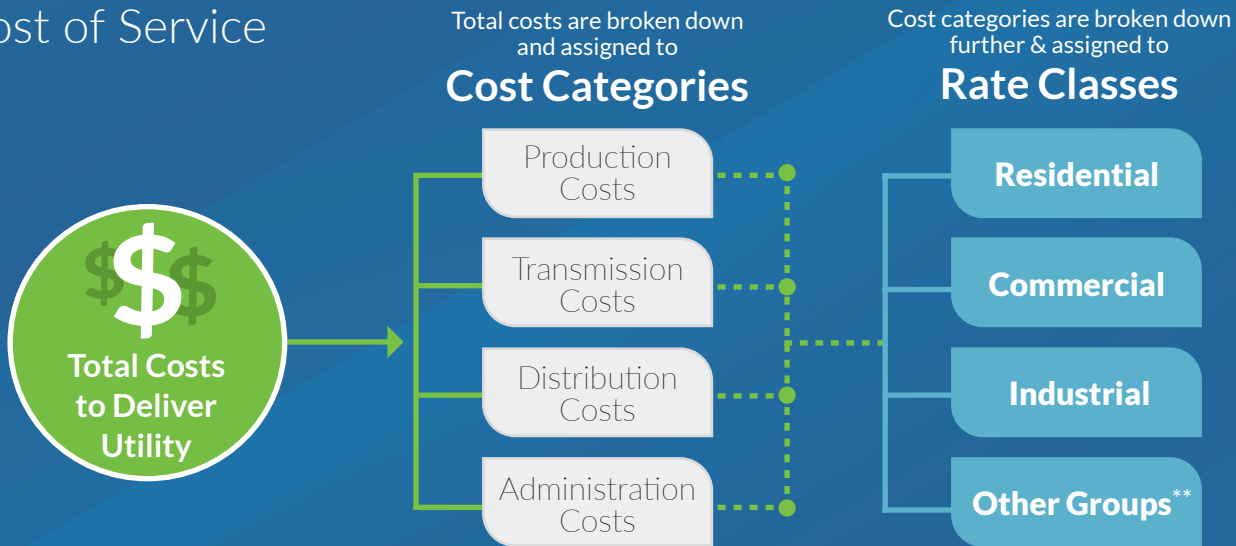 ost of Service
Total costs are broken down
and assigned to
Cost Categories
Cost categories are broken down
further & assigned to
Rate Classes
$$$
Total Costs
to Deliver
Utility
Production
Costs
Transmission
Costs
Distribution
Costs
Administration
Costs
Residential
Commercial
Industrial
Other Groups**